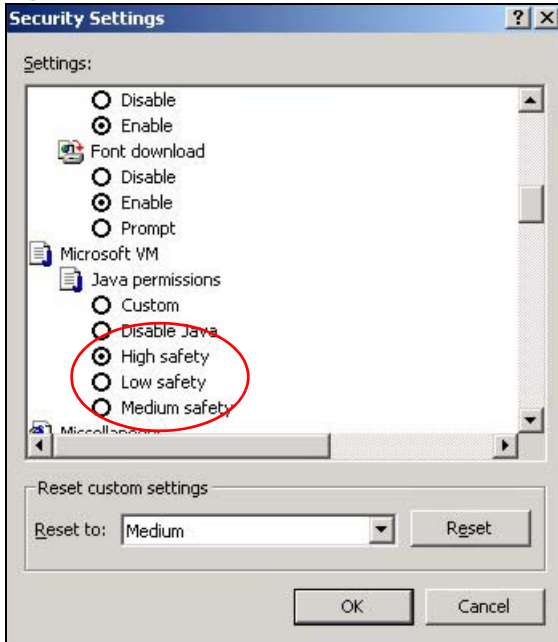 Security Settings
Settings:
Disable
Enable
Font download
Disable
Enable
Prompt
Microsoft VM
Java permissions
Custom
Disable Java
High safety
Low safety
Medium safety
Reset custom settings
Reset to: Medium Reset
OK Cancel